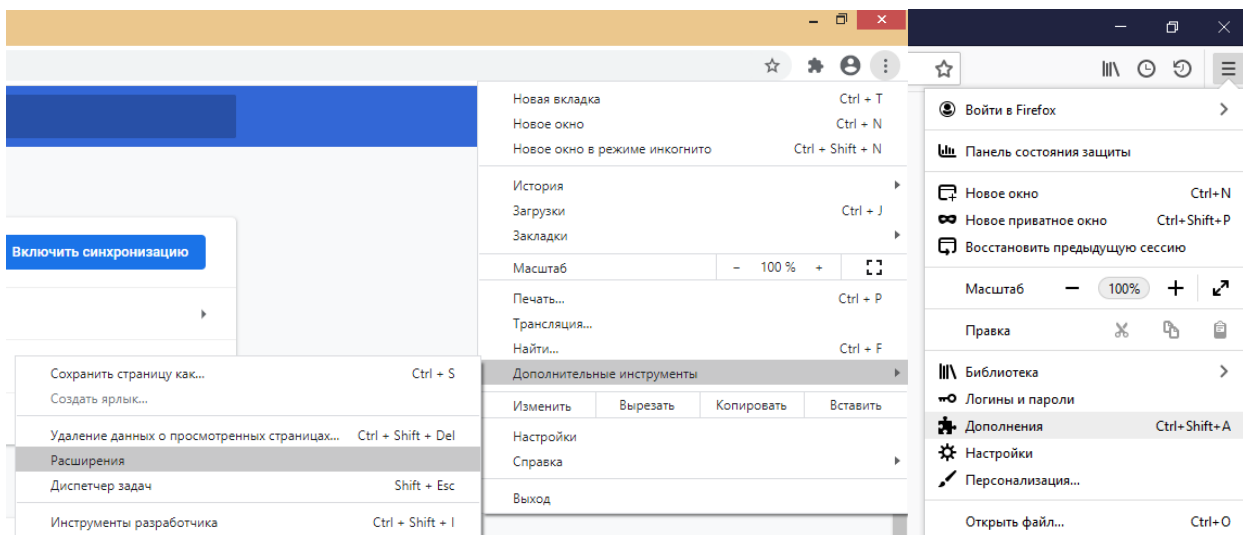 Новая вкладка Ctrl + T
Новое окно Ctrl + N
Новое окно в режиме инкогнито Ctrl + Shift + N
История
Загрузки Ctrl + J
Закладки
Масштаб - 100 % +
Печать... Ctrl + P
Трансляция...
Найти... Ctrl + F
Дополнительные инструменты
Изменить Вырезать Копировать Вставить
Настройки
Справка
Выход
Включить синхронизацию
Сохранить страницу как... Ctrl + S
Создать ярлык...
Удаление данных о просмотренных страницах... Ctrl + Shift + Del
Расширения
Диспетчер задач Shift + Esc
Инструменты разработчика Ctrl + Shift + I
Войти в Firefox
Панель состояния защиты
Новое окно Ctrl+N
Новое приватное окно Ctrl+Shift+P
Восстановить предыдущую сессию
Масштаб 100%
Правка
Библиотека
Логины и пароли
Дополнения Ctrl+Shift+A
Настройки
Персонализация...
Открыть файл... Ctrl+O